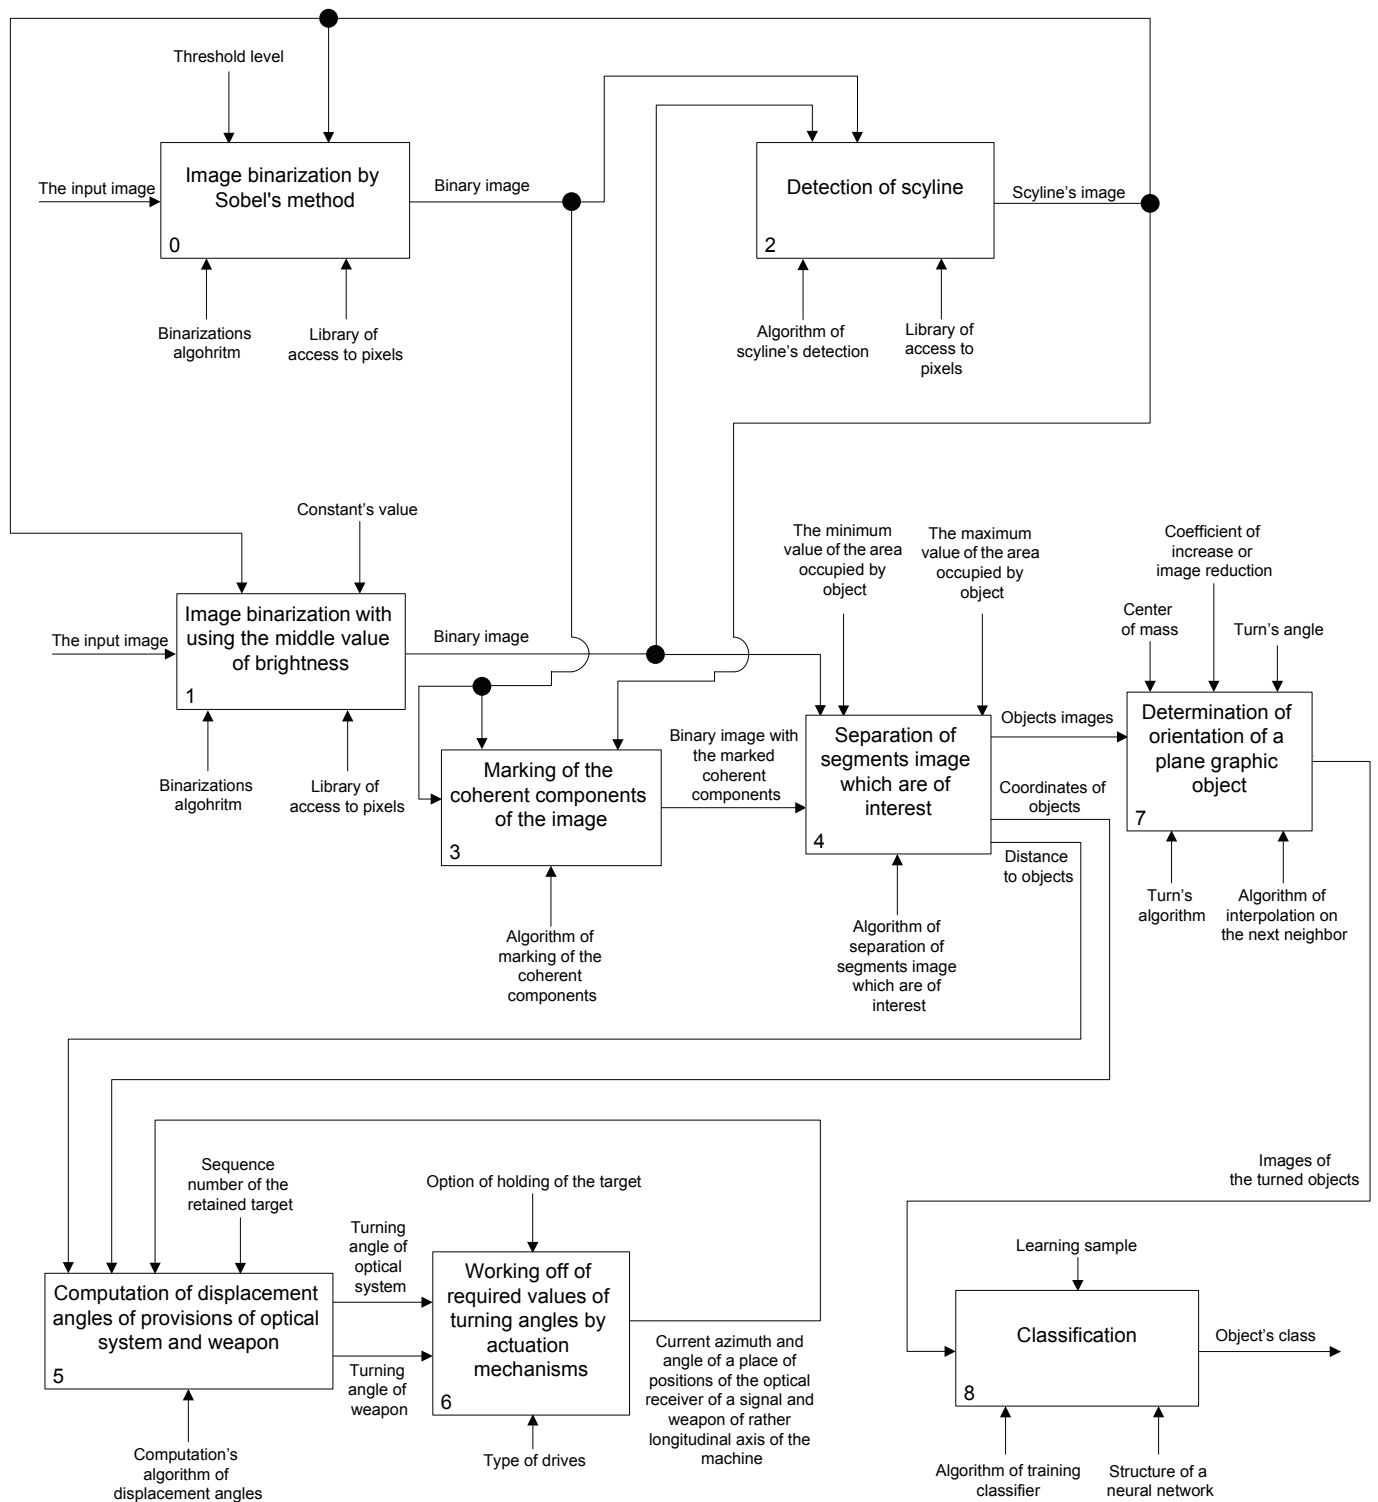 Threshold level
The input image
Image binarization by
Sobel's method
0
Binary image
Binarizations
algohritm
Library of
access to pixels
Detection of scyline
2
Scyline's image
Algorithm of
scyline's detection
Library of
access to
pixels
Constant's value
The input image
Image binarization with
using the middle value
of brightness
1
Binary image
Binarizations
algohritm
Library of
access to pixels
Marking of the
coherent components
of the image
3
Algorithm of
marking of the
coherent
components
Binary image with
the marked
coherent
components
The minimum
value of the area
occupied by
object
The maximum
value of the area
occupied by
object
Separation of
segments image
which are of
interest
4
Algorithm of
separation of
segments image
which are of
interest
Objects images
Coordinates of
objects
Distance
to objects
Center
of mass
Coefficient of
increase or
image reduction
Turn's angle
Determination of
orientation of a
plane graphic
object
7
Turn's
algorithm
Algorithm of
interpolation on
the next neighbor
Images of
the turned objects
Sequence
number of the
retained target
Computation of displacement
angles of provisions of optical
system and weapon
5
Computation's
algorithm of
displacement angles
Turning
angle of
optical
system
Turning
angle of
weapon
Option of holding of the target
Working off of
required values of
turning angles by
actuation
mechanisms
6
Type of drives
Current azimuth and
angle of a place of
positions of the optical
receiver of a signal and
weapon of rather
longitudinal axis of the
machine
Learning sample
Classification
8
Object's class
Algorithm of training
classifier
Structure of a
neural network